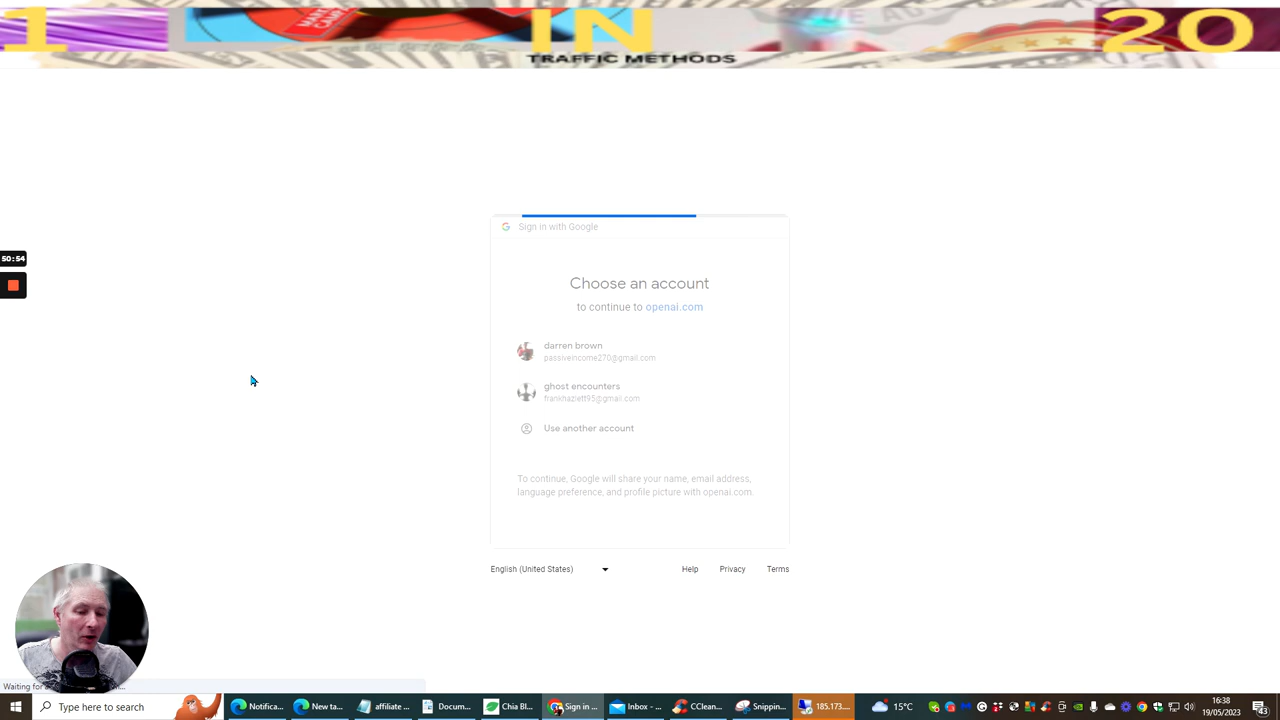 1 IN 20
TRAFFIC METHODS
50:54
Sign in with Google
Choose an account
to continue to openai.com
darren brown
passiveincome270@gmail.com
ghost encounters
frankhazlett95@gmail.com
Use another account
To continue, Google will share your name, email address,
language preference, and profile picture with openai.com.
English (United States)
Help Privacy Terms
Waiting for
Type here to search
Notifica...
New ta...
affiliate ...
Docum...
Chia Bl...
Sign in ...
Inbox - ...
CClean...
Snippin...
185.173....
15°C
16:38
19/05/2023